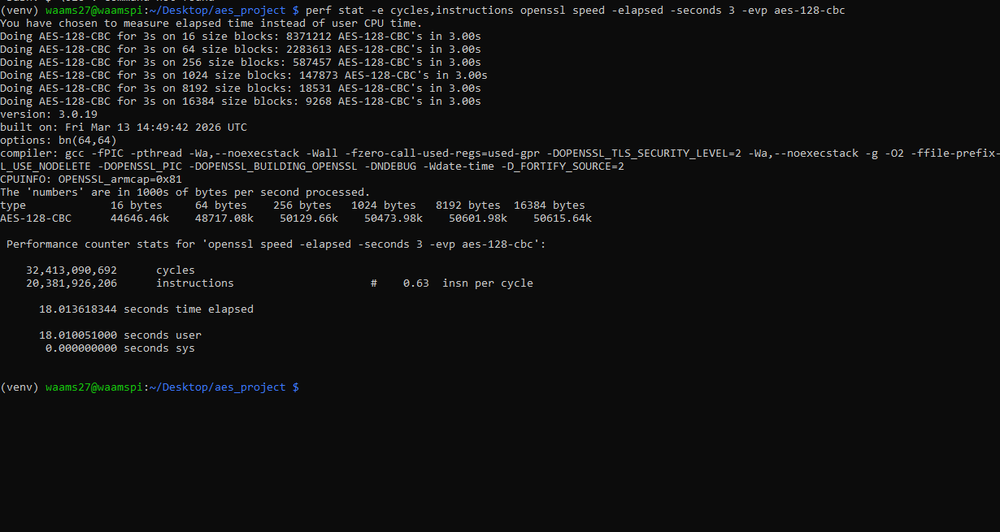 (venv) waams27@waamspi:~/Desktop/aes_project $ perf stat -e cycles,instructions openssl speed -elapsed -seconds 3 -evp aes-128-cbc
You have chosen to measure elapsed time instead of user CPU time.
Doing AES-128-CBC for 3s on 16 size blocks: 8371212 AES-128-CBC's in 3.00s
Doing AES-128-CBC for 3s on 64 size blocks: 2283613 AES-128-CBC's in 3.00s
Doing AES-128-CBC for 3s on 256 size blocks: 587457 AES-128-CBC's in 3.00s
Doing AES-128-CBC for 3s on 1024 size blocks: 147873 AES-128-CBC's in 3.00s
Doing AES-128-CBC for 3s on 8192 size blocks: 18531 AES-128-CBC's in 3.00s
Doing AES-128-CBC for 3s on 16384 size blocks: 9268 AES-128-CBC's in 3.00s
version: 3.0.19
built on: Fri Mar 13 14:49:42 2026 UTC
options: bn(64,64)
compiler: gcc -fPIC -pthread -Wa,--noexecstack -Wall -fzero-call-used-regs=used-gpr -DOPENSSL_TLS_SECURITY_LEVEL=2 -Wa,--noexecstack -g -O2 -ffile-prefix-
L_USE_NODELETE -DOPENSSL_PIC -DOPENSSL_BUILDING_OPENSSL -DNDEBUG -Wdate-time -D_FORTIFY_SOURCE=2
CPUINFO: OPENSSL_armcap=0x81
The 'numbers' are in 1000s of bytes per second processed.
type             16 bytes     64 bytes    256 bytes   1024 bytes   8192 bytes  16384 bytes
AES-128-CBC      44646.46k    48717.08k    50129.66k    50473.98k    50601.98k    50615.64k
Performance counter stats for 'openssl speed -elapsed -seconds 3 -evp aes-128-cbc':
32,413,090,692      cycles
20,381,926,206      instructions                     #    0.63  insn per cycle
18.013618344 seconds time elapsed
18.010051000 seconds user
0.000000000 seconds sys
(venv) waams27@waamspi:~/Desktop/aes_project $